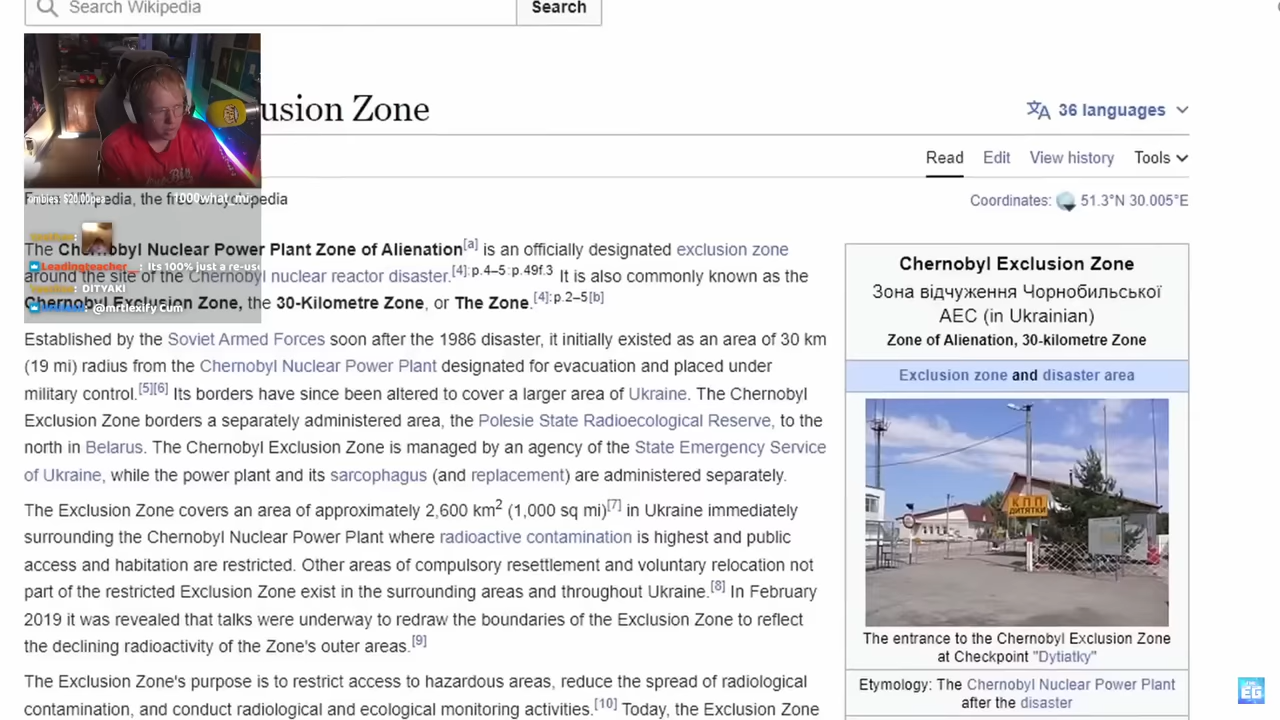 Search Wikipedia
Search
usion Zone
36 languages
Read Edit View history Tools
Wikipedia, the free encyclopedia
Coordinates: 51.3°N 30.005°E
$20.00
The Chernobyl Nuclear Power Plant Zone of Alienation[a] is an officially designated exclusion zone
around the site of the Chernobyl nuclear reactor disaster.[4]:p.4–5:p.49f.3 It is also commonly known as the
Chernobyl Exclusion Zone, the 30-Kilometre Zone, or The Zone.[4]:p.2–5[b]
Leadingteacher : Its 100% just a re-us
DITYAKI
@mrtlexify Cum
Established by the Soviet Armed Forces soon after the 1986 disaster, it initially existed as an area of 30 km
(19 mi) radius from the Chernobyl Nuclear Power Plant designated for evacuation and placed under
military control.[5][6] Its borders have since been altered to cover a larger area of Ukraine. The Chernobyl
Exclusion Zone borders a separately administered area, the Polesie State Radioecological Reserve, to the
north in Belarus. The Chernobyl Exclusion Zone is managed by an agency of the State Emergency Service
of Ukraine, while the power plant and its sarcophagus (and replacement) are administered separately.
The Exclusion Zone covers an area of approximately 2,600 km2 (1,000 sq mi)[7] in Ukraine immediately
surrounding the Chernobyl Nuclear Power Plant where radioactive contamination is highest and public
access and habitation are restricted. Other areas of compulsory resettlement and voluntary relocation not
part of the restricted Exclusion Zone exist in the surrounding areas and throughout Ukraine.[8] In February
2019 it was revealed that talks were underway to redraw the boundaries of the Exclusion Zone to reflect
the declining radioactivity of the Zone's outer areas.[9]
The Exclusion Zone's purpose is to restrict access to hazardous areas, reduce the spread of radiological
contamination, and conduct radiological and ecological monitoring activities.[10] Today, the Exclusion Zone
Chernobyl Exclusion Zone
Зона відчуження Чорнобильської
АЕС (in Ukrainian)
Zone of Alienation, 30-kilometre Zone
Exclusion zone and disaster area
КПП
ДИТЯТКИ
The entrance to the Chernobyl Exclusion Zone
at Checkpoint "Dytiatky"
Etymology: The Chernobyl Nuclear Power Plant
after the disaster
EG